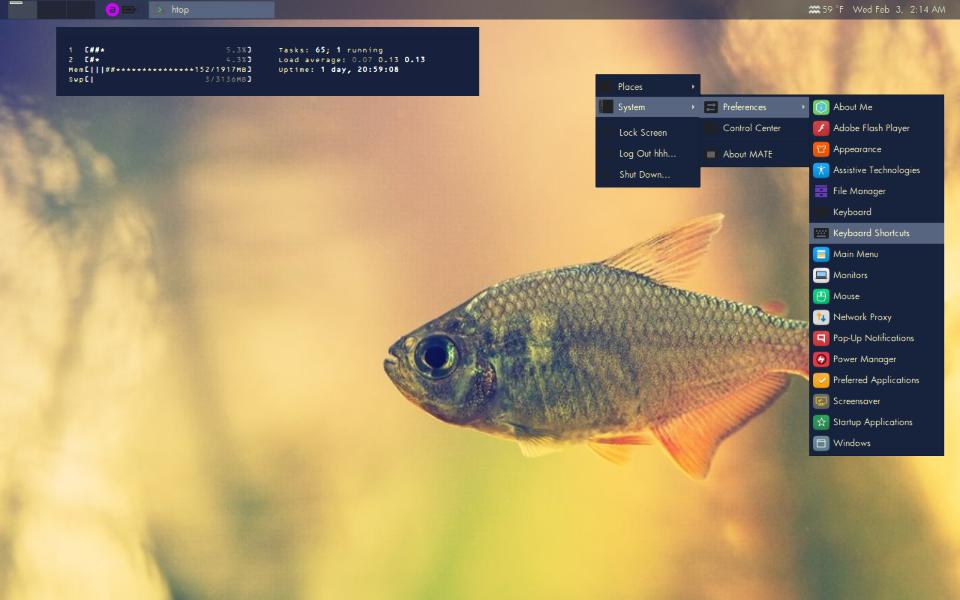 a
htop
59 °F Wed Feb 3, 2:14 AM
1 [##* 5.3%]
2 [#* 4.3%]
Mem[|||##***************152/1917MB]
Swp[| 3/3136MB]
Tasks: 65; 1 running
Load average: 0.07 0.13 0.13
Uptime: 1 day, 20:59:08
Places
System
Lock Screen
Log Out hhh...
Shut Down...
Preferences
Control Center
About MATE
About Me
Adobe Flash Player
Appearance
Assistive Technologies
File Manager
Keyboard
Keyboard Shortcuts
Main Menu
Monitors
Mouse
Network Proxy
Pop-Up Notifications
Power Manager
Preferred Applications
Screensaver
Startup Applications
Windows